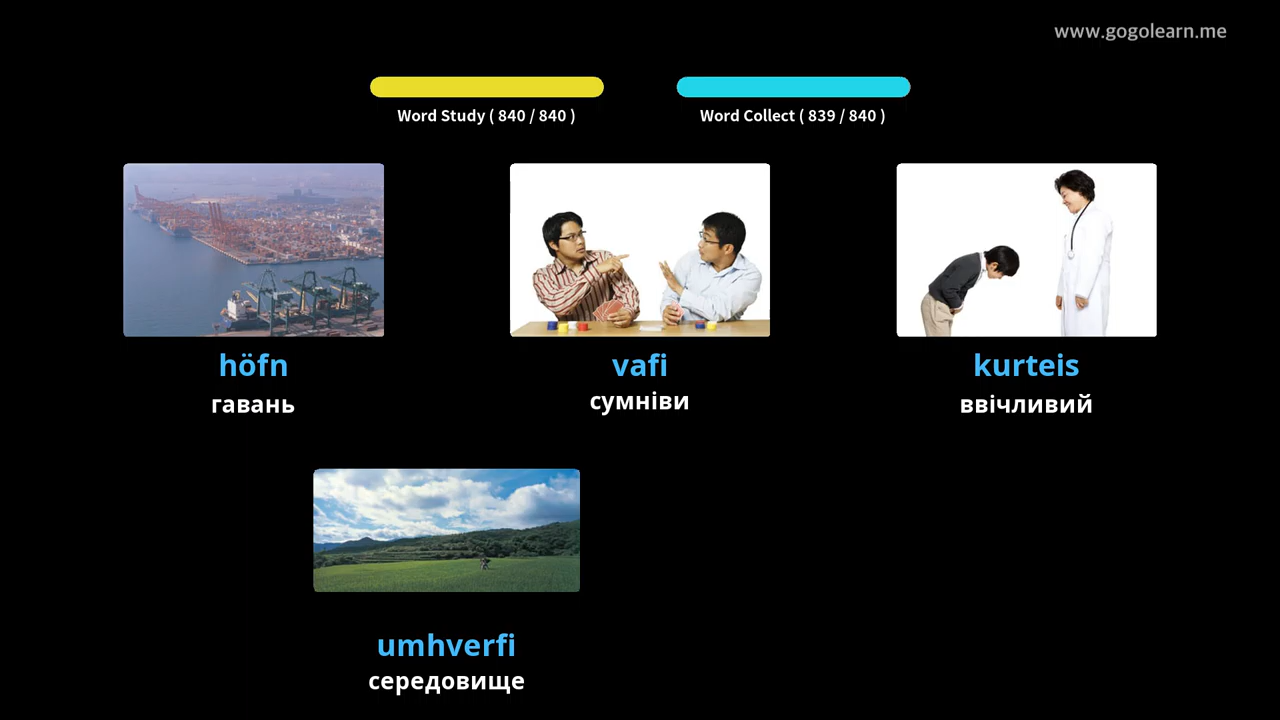 www.gogolearn.me
Word Study ( 840 / 840 )
Word Collect ( 839 / 840 )
höfn
гавань
vafi
сумніви
kurteis
ввічливий
umhverfi
середовище